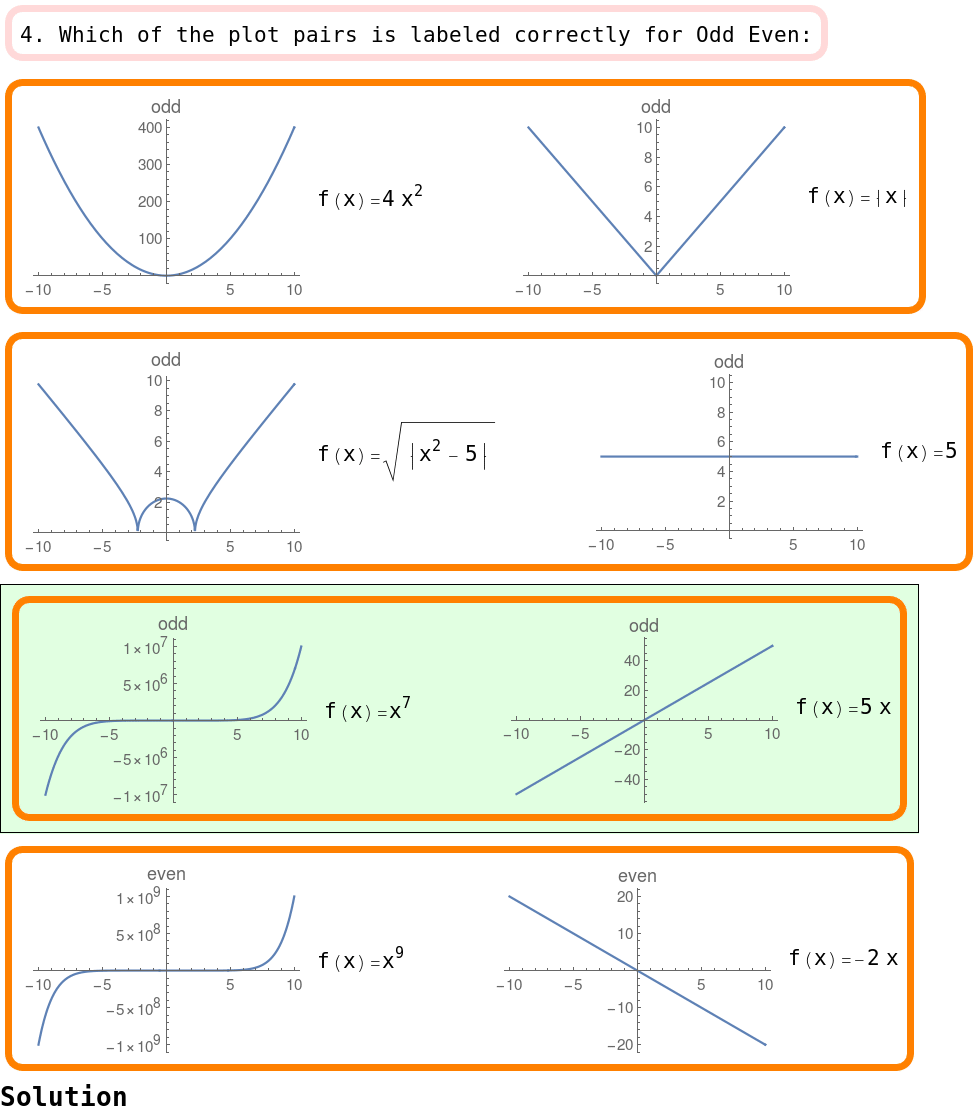 4. Which of the plot pairs is labeled correctly for Odd Even:
odd
400
300
200
100
−10 −5 5 10
f(x)=4 x²
odd
10
8
6
4
2
−10 −5 5 10
f(x)=|x|
odd
10
8
6
4
2
−10 −5 5 10
f(x)=√|x² − 5|
odd
10
8
6
4
2
−10 −5 5 10
f(x)=5
odd
1×10⁷
5×10⁶
−10 −5 5 10
−5×10⁶
−1×10⁷
f(x)=x⁷
odd
40
20
−10 −5 5 10
−20
−40
f(x)=5 x
even
1×10⁹
5×10⁸
−10 −5 5 10
−5×10⁸
−1×10⁹
f(x)=x⁹
even
20
10
−10 −5 5 10
−10
−20
f(x)=−2 x
Solution